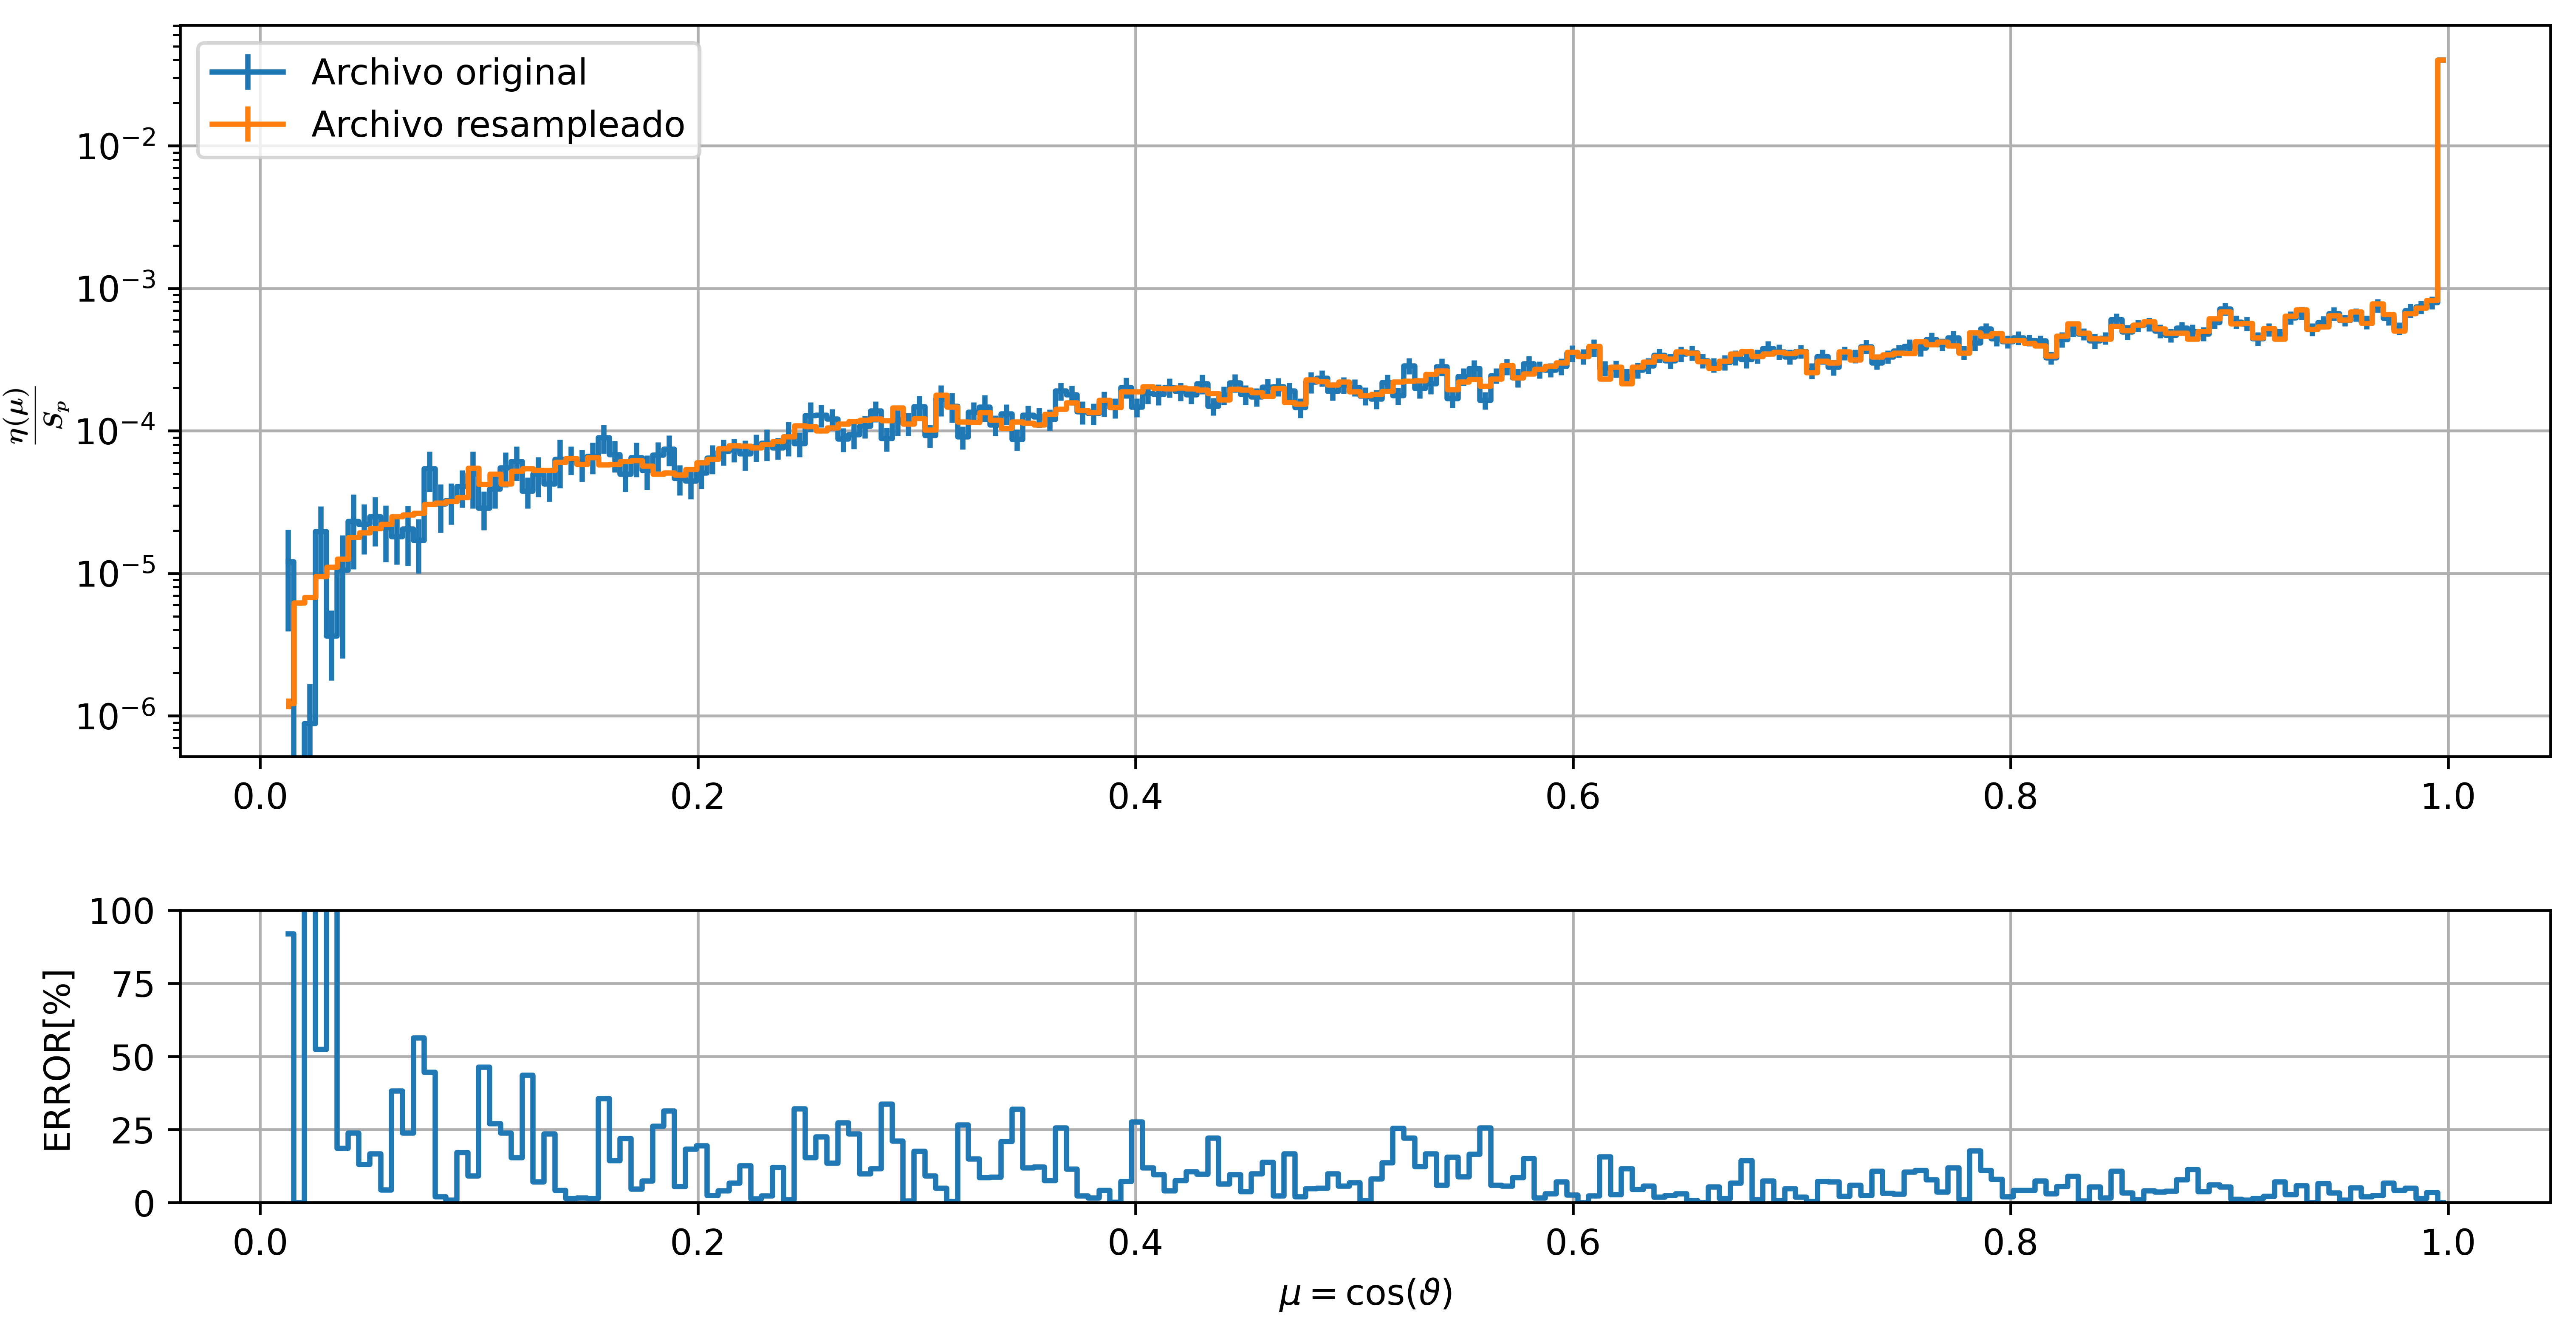 Archivo original
Archivo resampleado
10⁻²
10⁻³
10⁻⁴
10⁻⁵
10⁻⁶
η(μ)
Sₚ
0.0 0.2 0.4 0.6 0.8 1.0
100
75
50
25
0
ERROR[%]
0.0 0.2 0.4 0.6 0.8 1.0
μ = cos(ϑ)